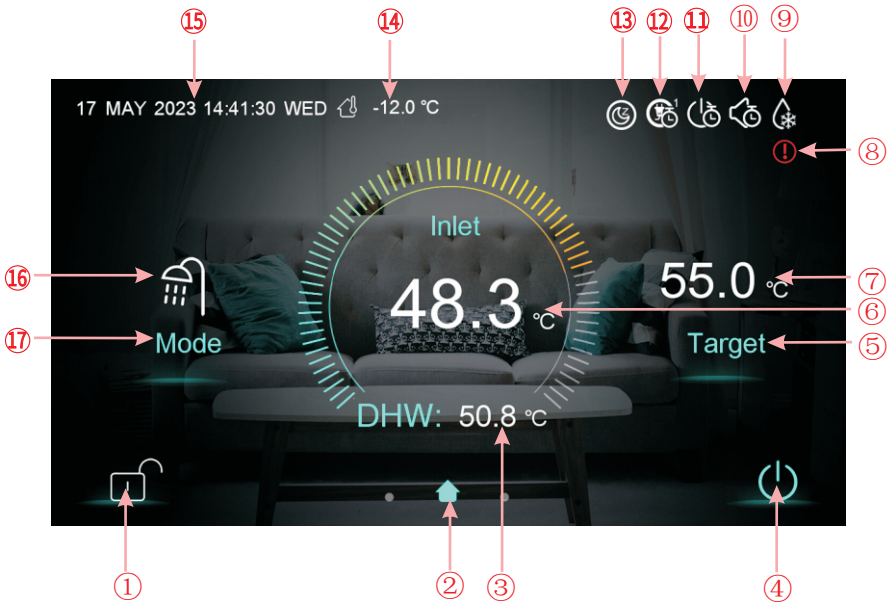 ⑮ ⑭ ⑬ ⑫ ⑪ ⑩ ⑨
17 MAY 2023 14:41:30 WED -12.0 ℃ 1
⑧
Inlet
⑯ 48.3 ℃ 55.0 ℃ ⑦
⑥
⑰ Mode Target ⑤
DHW: 50.8 ℃
① ② ③ ④